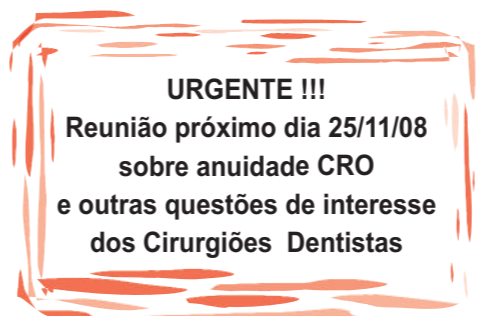 URGENTE !!!
Reunião próximo dia 25/11/08
sobre anuidade CRO
e outras questões de interesse
dos Cirurgiões  Dentistas